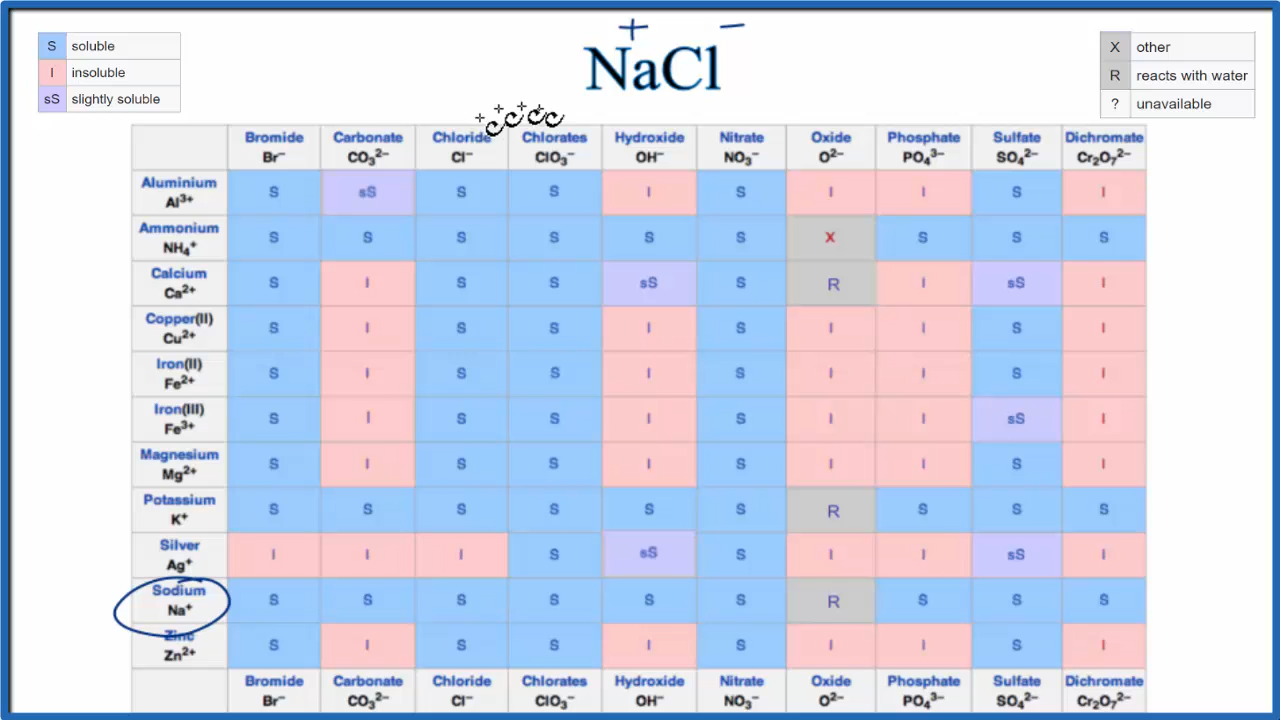 + −
NaCl
S soluble
I insoluble
sS slightly soluble
X other
R reacts with water
? unavailable
Bromide Carbonate Chloride Chlorates Hydroxide Nitrate Oxide Phosphate Sulfate Dichromate
Br⁻ CO₃²⁻ Cl⁻ ClO₃⁻ OH⁻ NO₃⁻ O²⁻ PO₄³⁻ SO₄²⁻ Cr₂O₇²⁻
Aluminium
Al³⁺ S sS S S I S I I S I
Ammonium
NH₄⁺ S S S S S S X S S S
Calcium
Ca²⁺ S I S S sS S R I sS I
Copper(II)
Cu²⁺ S I S S I S I I S I
Iron(II)
Fe²⁺ S I S S I S I I S I
Iron(III)
Fe³⁺ S I S S I S I I sS I
Magnesium
Mg²⁺ S I S S I S I I S I
Potassium
K⁺ S S S S S S R S S S
Silver
Ag⁺ I I I S sS S I I sS I
Sodium
Na⁺ S S S S S S R S S S
Zinc
Zn²⁺ S I S S I S I I S I
Bromide Carbonate Chloride Chlorates Hydroxide Nitrate Oxide Phosphate Sulfate Dichromate
Br⁻ CO₃²⁻ Cl⁻ ClO₃⁻ OH⁻ NO₃⁻ O²⁻ PO₄³⁻ SO₄²⁻ Cr₂O₇²⁻